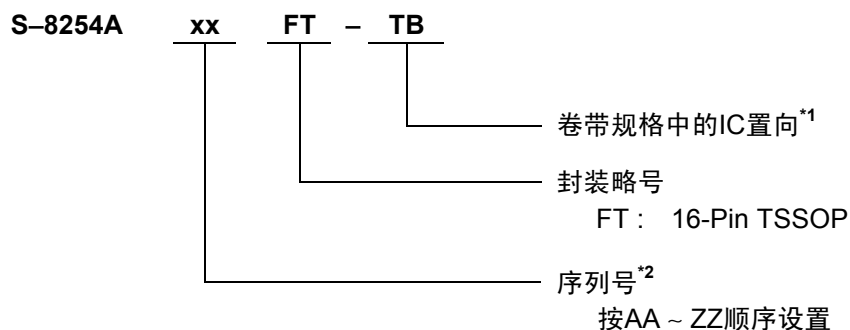 S–8254A xx FT – TB
卷带规格中的IC置向*1
封装略号
FT : 16-Pin TSSOP
序列号*2
按AA ~ ZZ顺序设置